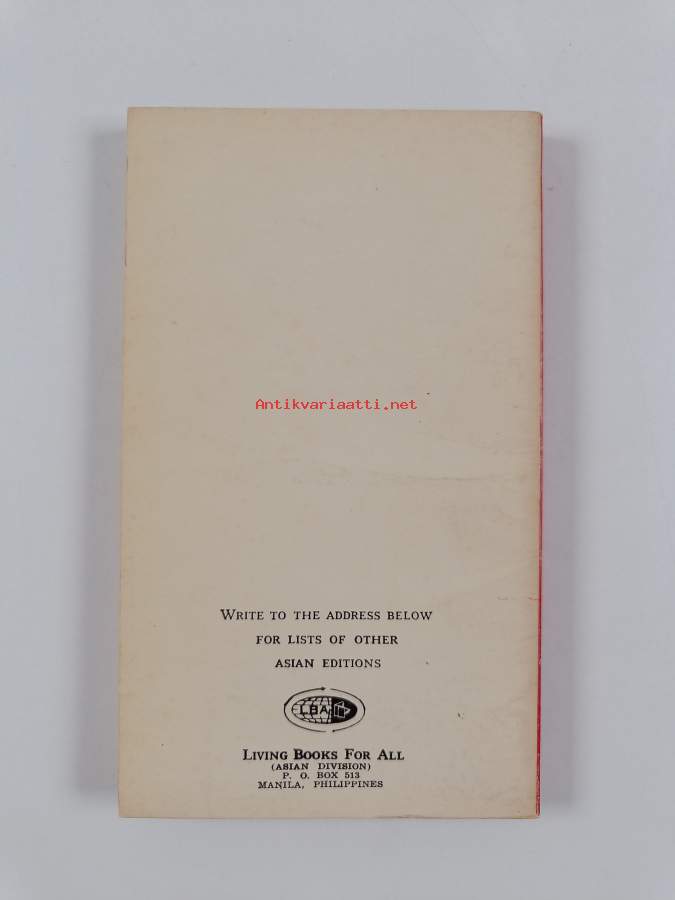 Antikvariaatti.net
WRITE TO THE ADDRESS BELOW
FOR LISTS OF OTHER
ASIAN EDITIONS
LBA
LIVING BOOKS FOR ALL
(ASIAN DIVISION)
P. O. BOX 513
MANILA, PHILIPPINES